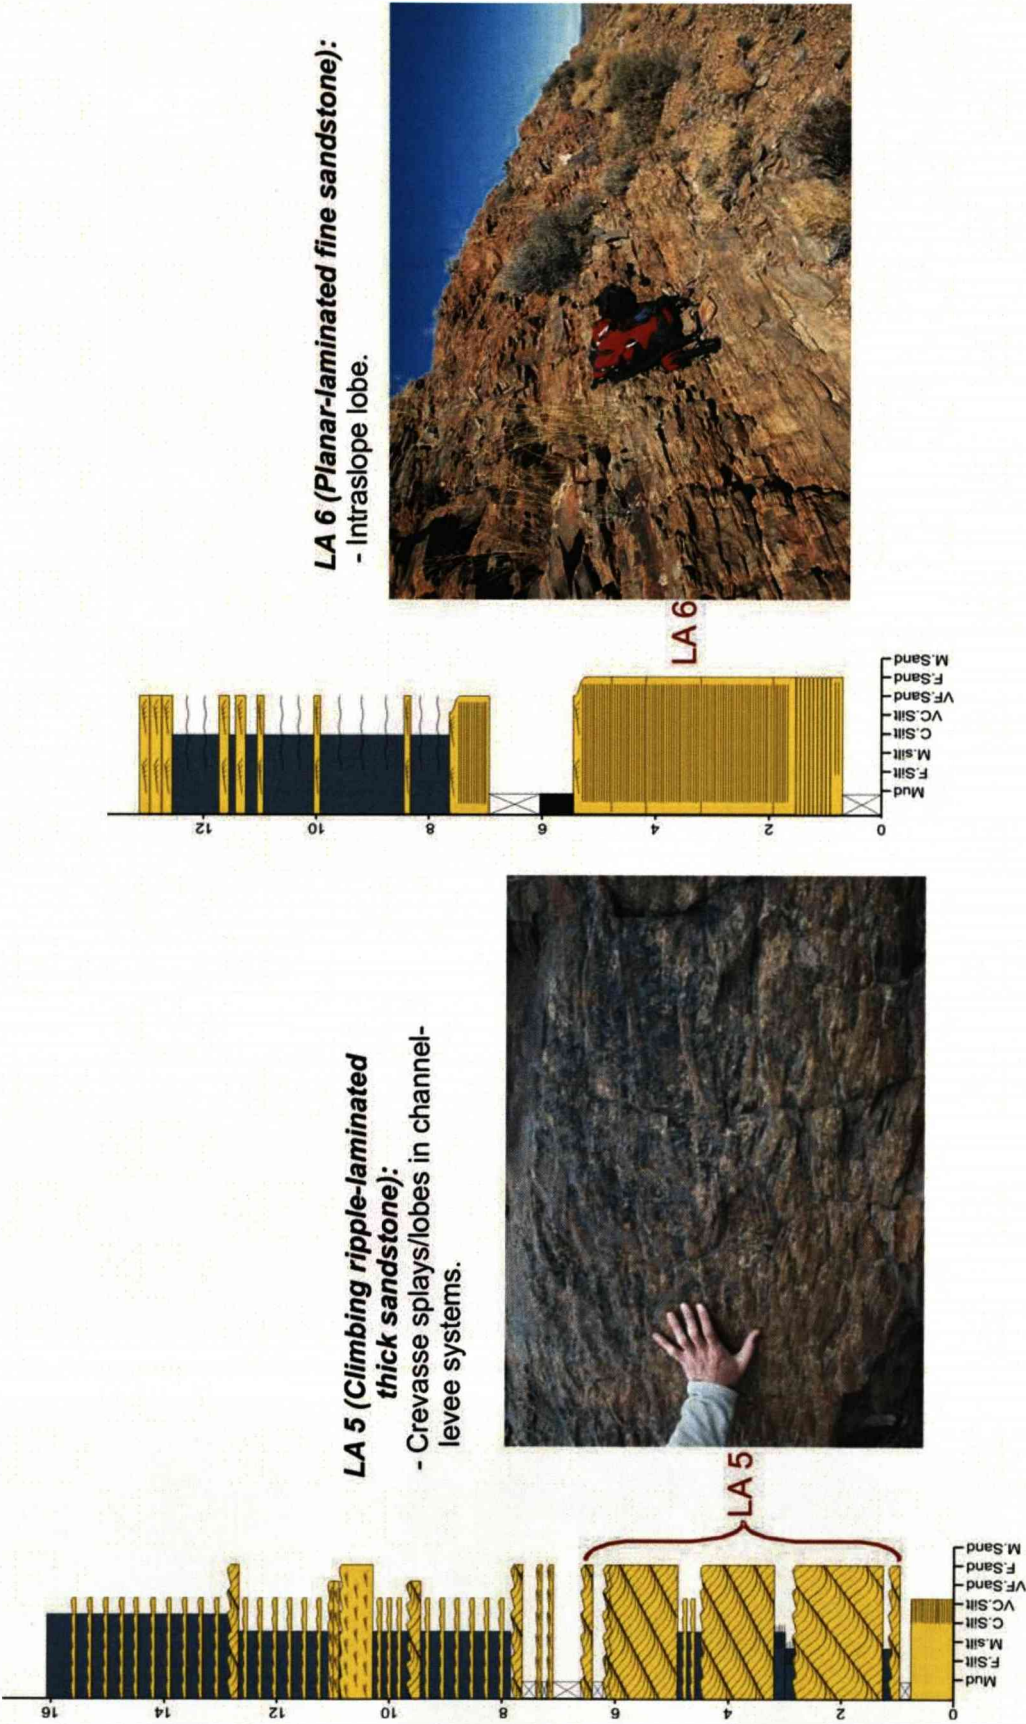 LA 5 (Climbing ripple-laminated
thick sandstone):
- Crevasse splays/lobes in channel-
levee systems.
LA 5
16
14
12
10
8
6
4
2
0
Mud
F.Silt
M.silt
C.Silt
VC.Silt
VF.Sand
F.Sand
M.Sand
LA 6 (Planar-laminated fine sandstone):
- Intraslope lobe.
LA 6
12
10
8
6
4
2
0
Mud
F.Silt
M.silt
C.Silt
VC.Silt
VF.Sand
F.Sand
M.Sand